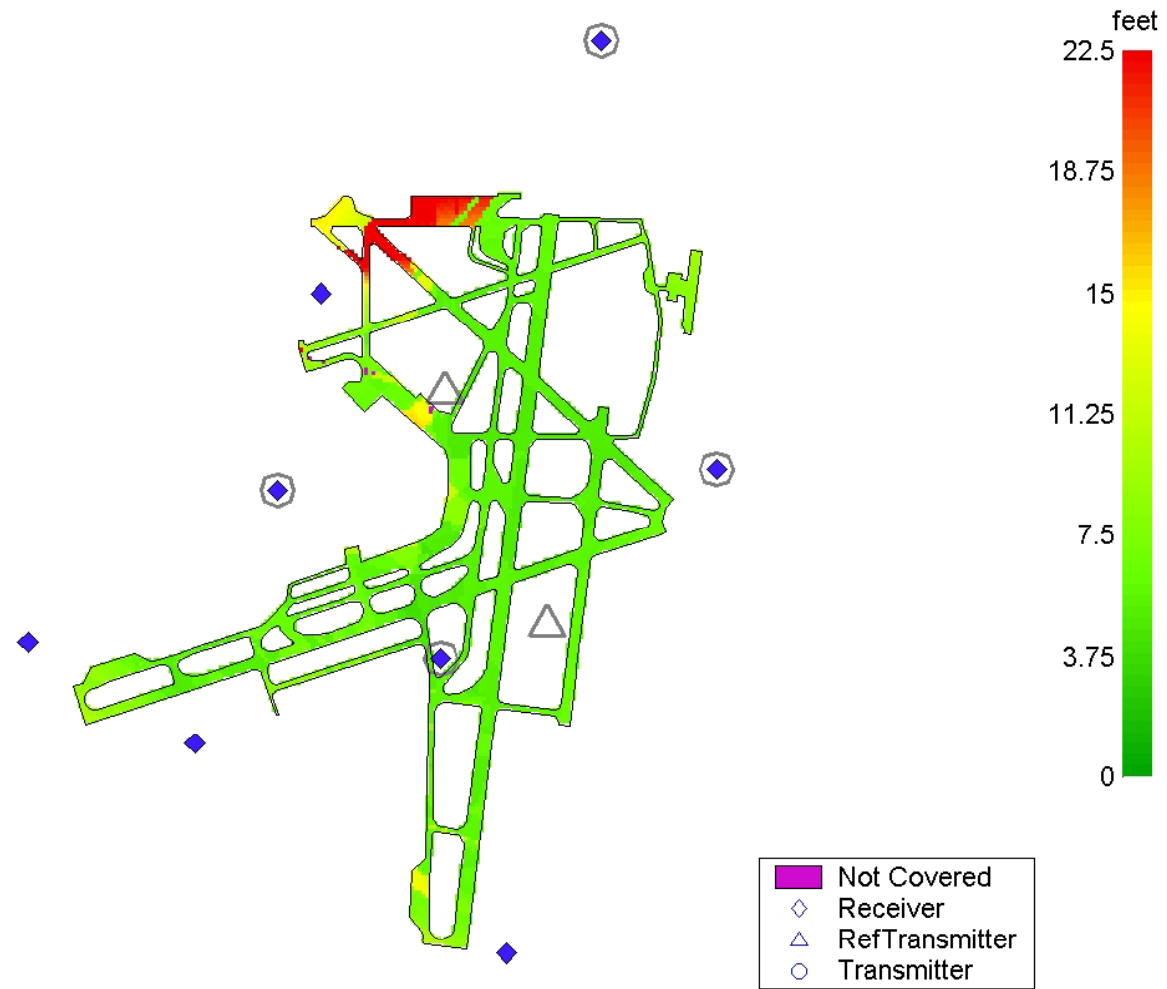 feet
22.5
18.75
15
11.25
7.5
3.75
0
Not Covered
Receiver
RefTransmitter
Transmitter